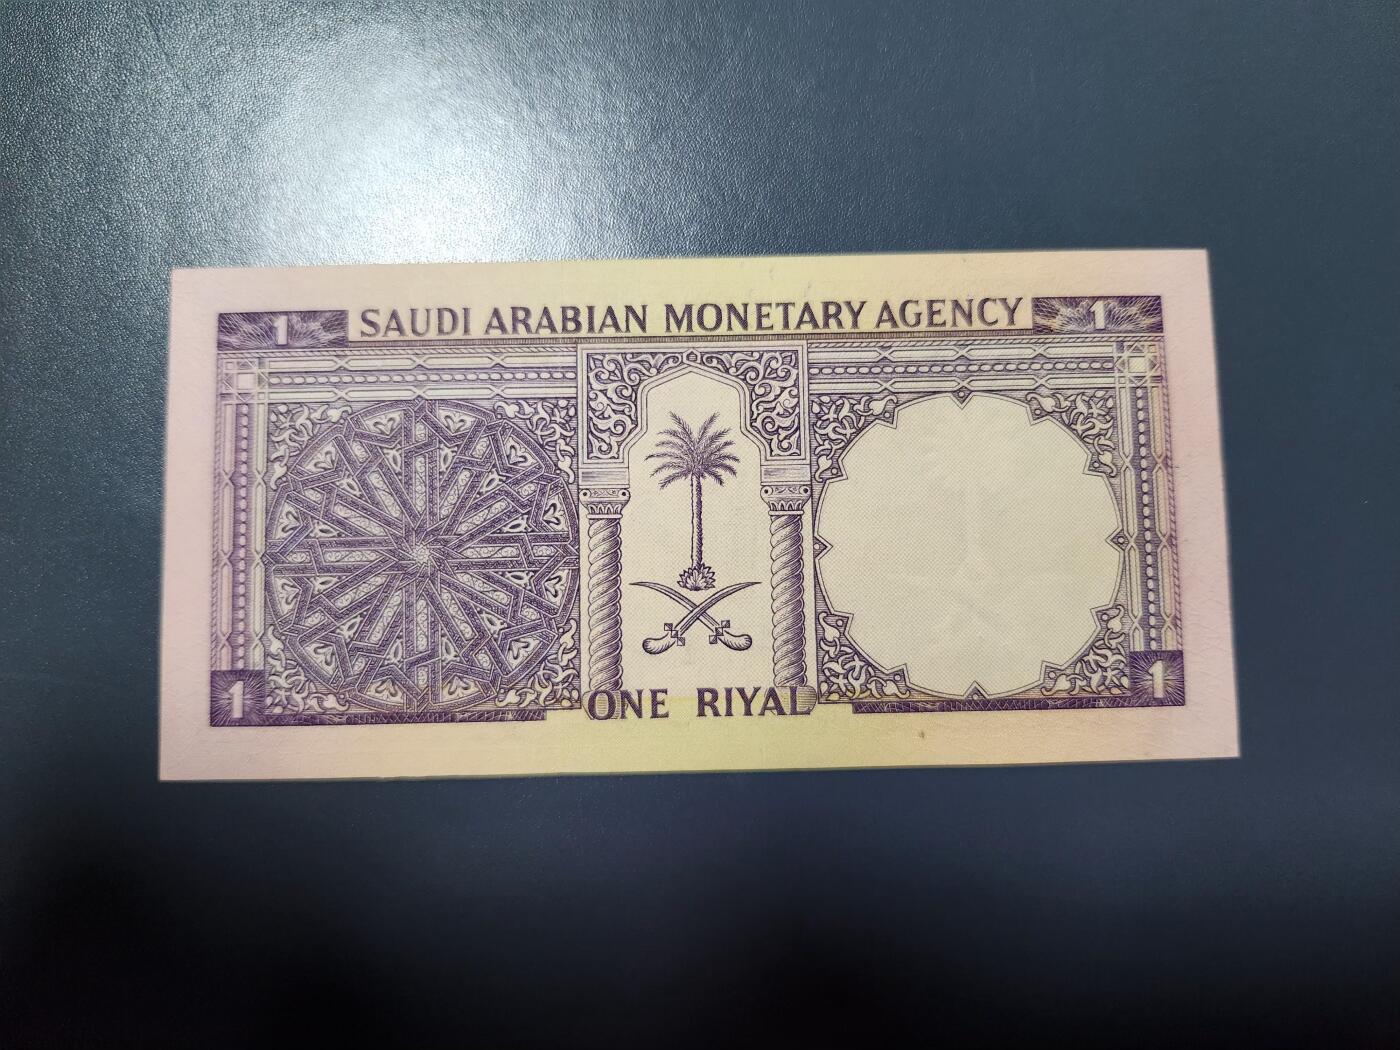 1 SAUDI ARABIAN MONETARY AGENCY 1
1 ONE RIYAL 1